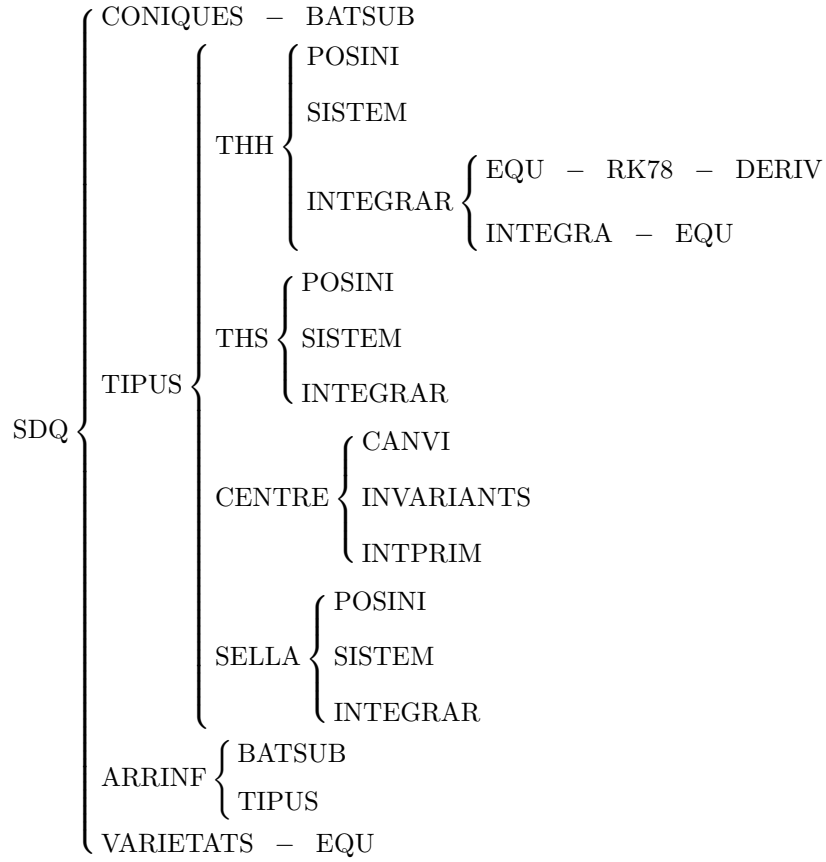 CONIQUES – BATSUB
POSINI
SISTEM
THH
EQU – RK78 – DERIV
INTEGRAR
INTEGRA – EQU
POSINI
THS
SISTEM
INTEGRAR
TIPUS
SDQ
CANVI
CENTRE
INVARIANTS
INTPRIM
POSINI
SELLA
SISTEM
INTEGRAR
BATSUB
ARRINF
TIPUS
VARIETATS – EQU